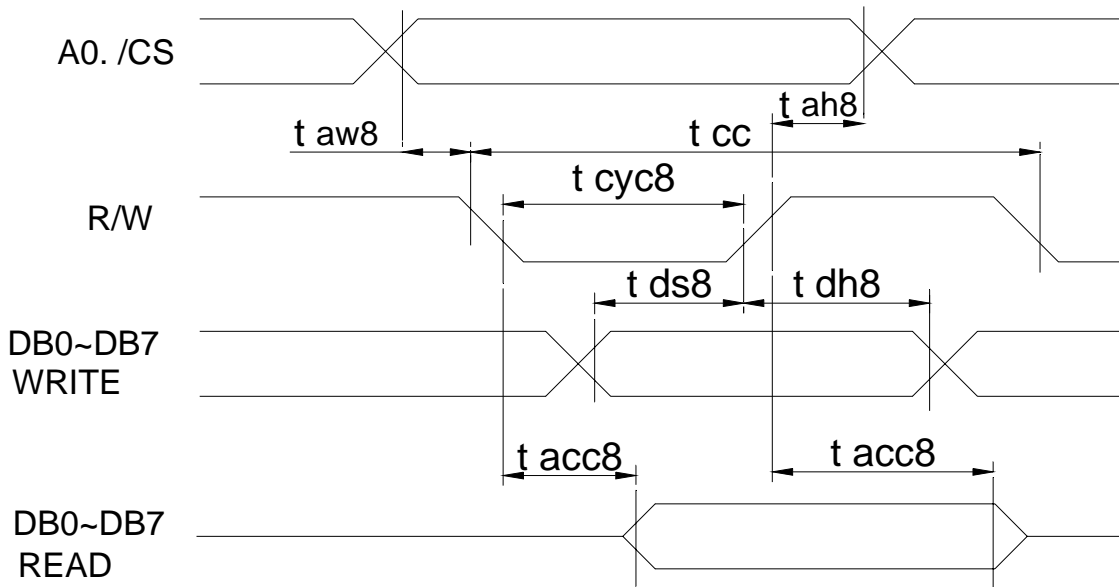 A0. /CS
t ah8
t aw8
t cc
t cyc8
R/W
t ds8
t dh8
DB0~DB7
WRITE
t acc8
t acc8
DB0~DB7
READ